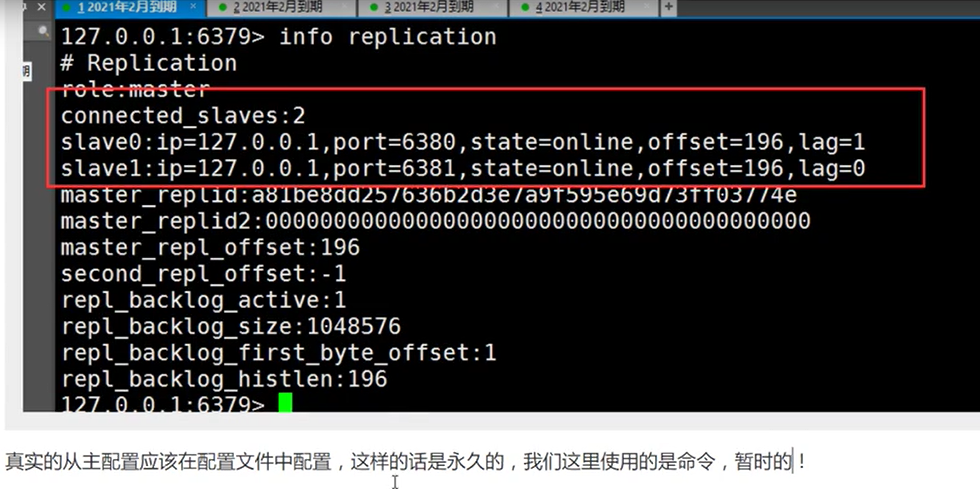 1 2021年2月到期 2 2021年2月到期 3 2021年2月到期 4 2021年2月到期
期
127.0.0.1:6379> info replication
# Replication
role:master
connected_slaves:2
slave0:ip=127.0.0.1,port=6380,state=online,offset=196,lag=1
slave1:ip=127.0.0.1,port=6381,state=online,offset=196,lag=0
master_replid:a81be8dd257636b2d3e7a9f595e69d73ff03774e
master_replid2:0000000000000000000000000000000000000000
master_repl_offset:196
second_repl_offset:-1
repl_backlog_active:1
repl_backlog_size:1048576
repl_backlog_first_byte_offset:1
repl_backlog_histlen:196
127.0.0.1:6379>
真实的从主配置应该在配置文件中配置，这样的话是永久的，我们这里使用的是命令，暂时的！